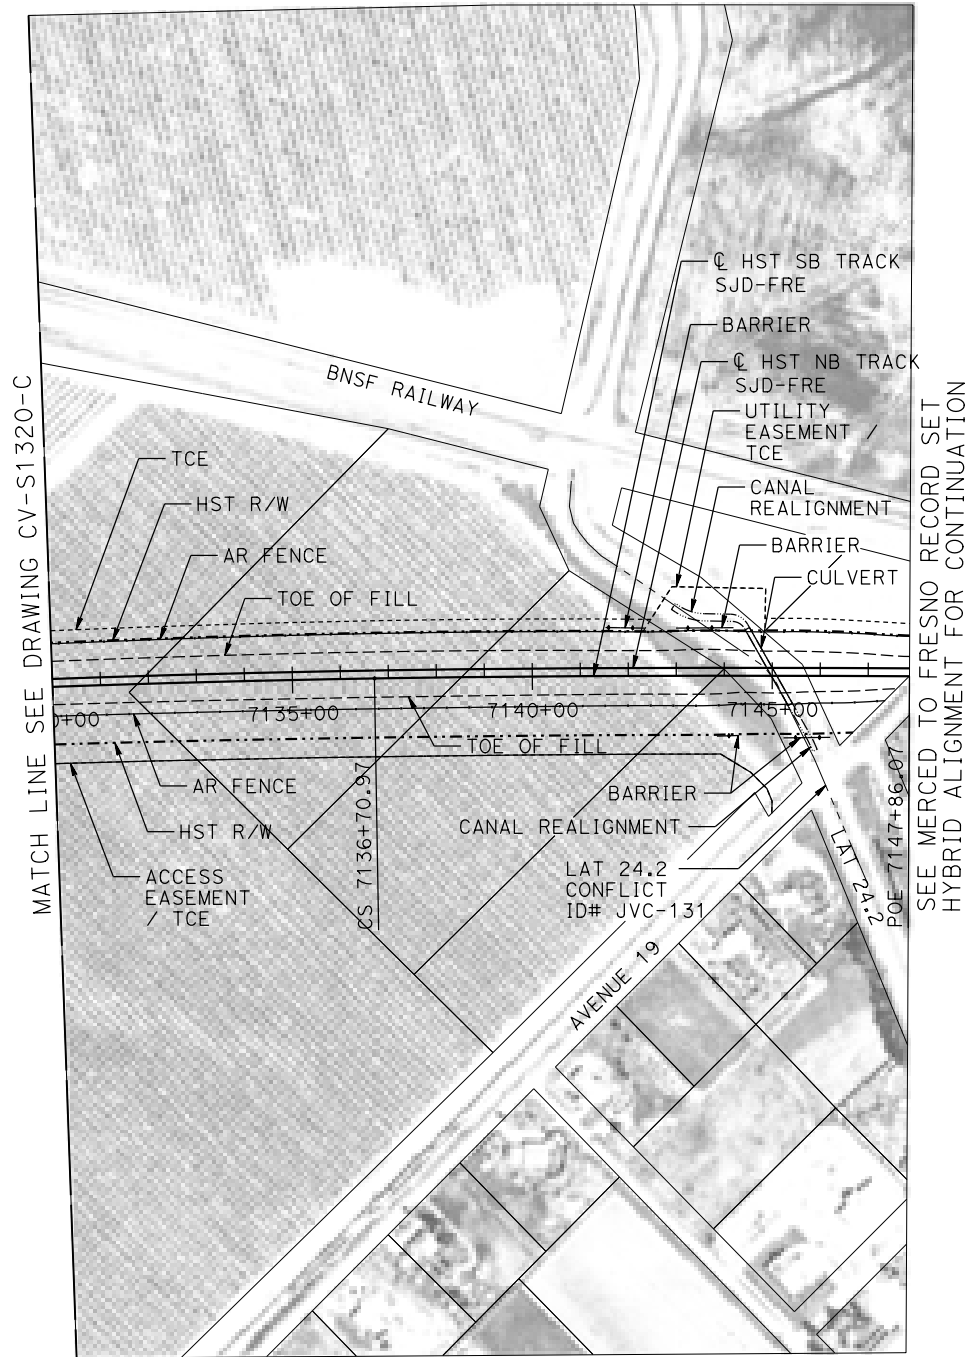 ℄ HST SB TRACK
SJD-FRE
BARRIER
℄ HST NB TRACK
SJD-FRE
UTILITY
EASEMENT /
TCE
CANAL
REALIGNMENT
BARRIER
CULVERT
BNSF RAILWAY
TCE
HST R/W
AR FENCE
TOE OF FILL
MATCH LINE SEE DRAWING CV-S1320-C
0+00
7135+00
7140+00
7145+00
TOE OF FILL
AR FENCE
HST R/W
ACCESS
EASEMENT
/ TCE
CS 7136+70.97
BARRIER
CANAL REALIGNMENT
LAT 24.2
CONFLICT
ID# JVC-131
LAT 24.2
POE 7147+86.07
AVENUE 19
SEE MERCED TO FRESNO RECORD SET
HYBRID ALIGNMENT FOR CONTINUATION